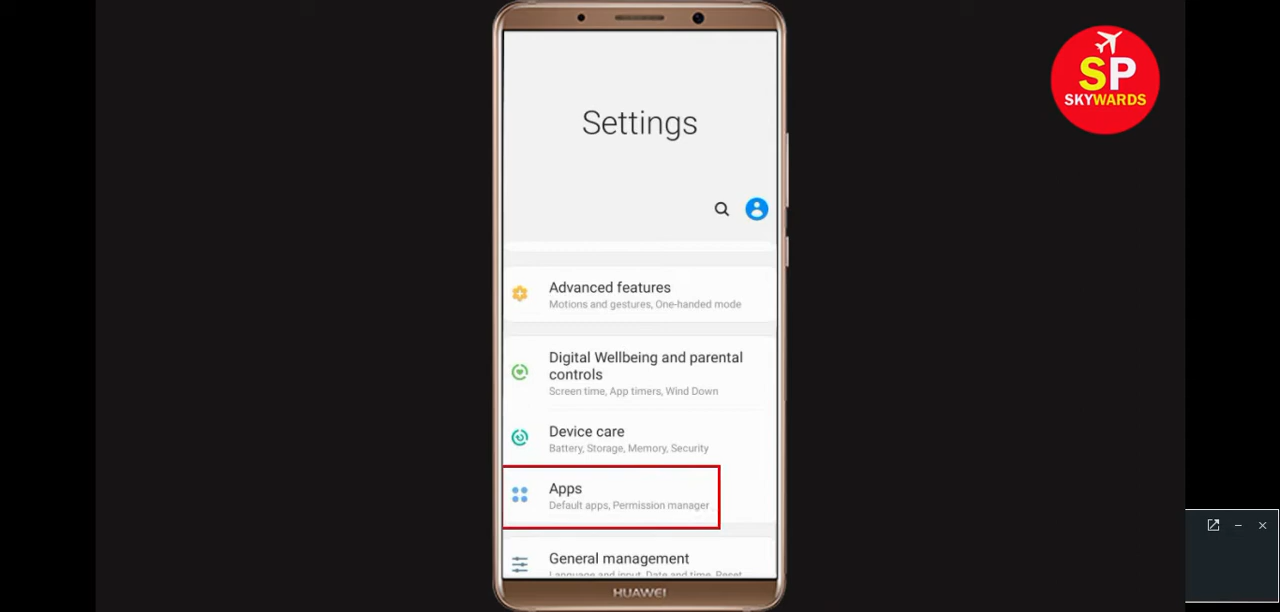 SP
SKYWARDS
Settings
Advanced features
Motions and gestures, One-handed mode
Digital Wellbeing and parental
controls
Screen time, App timers, Wind Down
Device care
Battery, Storage, Memory, Security
Apps
Default apps, Permission manager
General management
Language and input, Date and time, Reset
HUAWEI